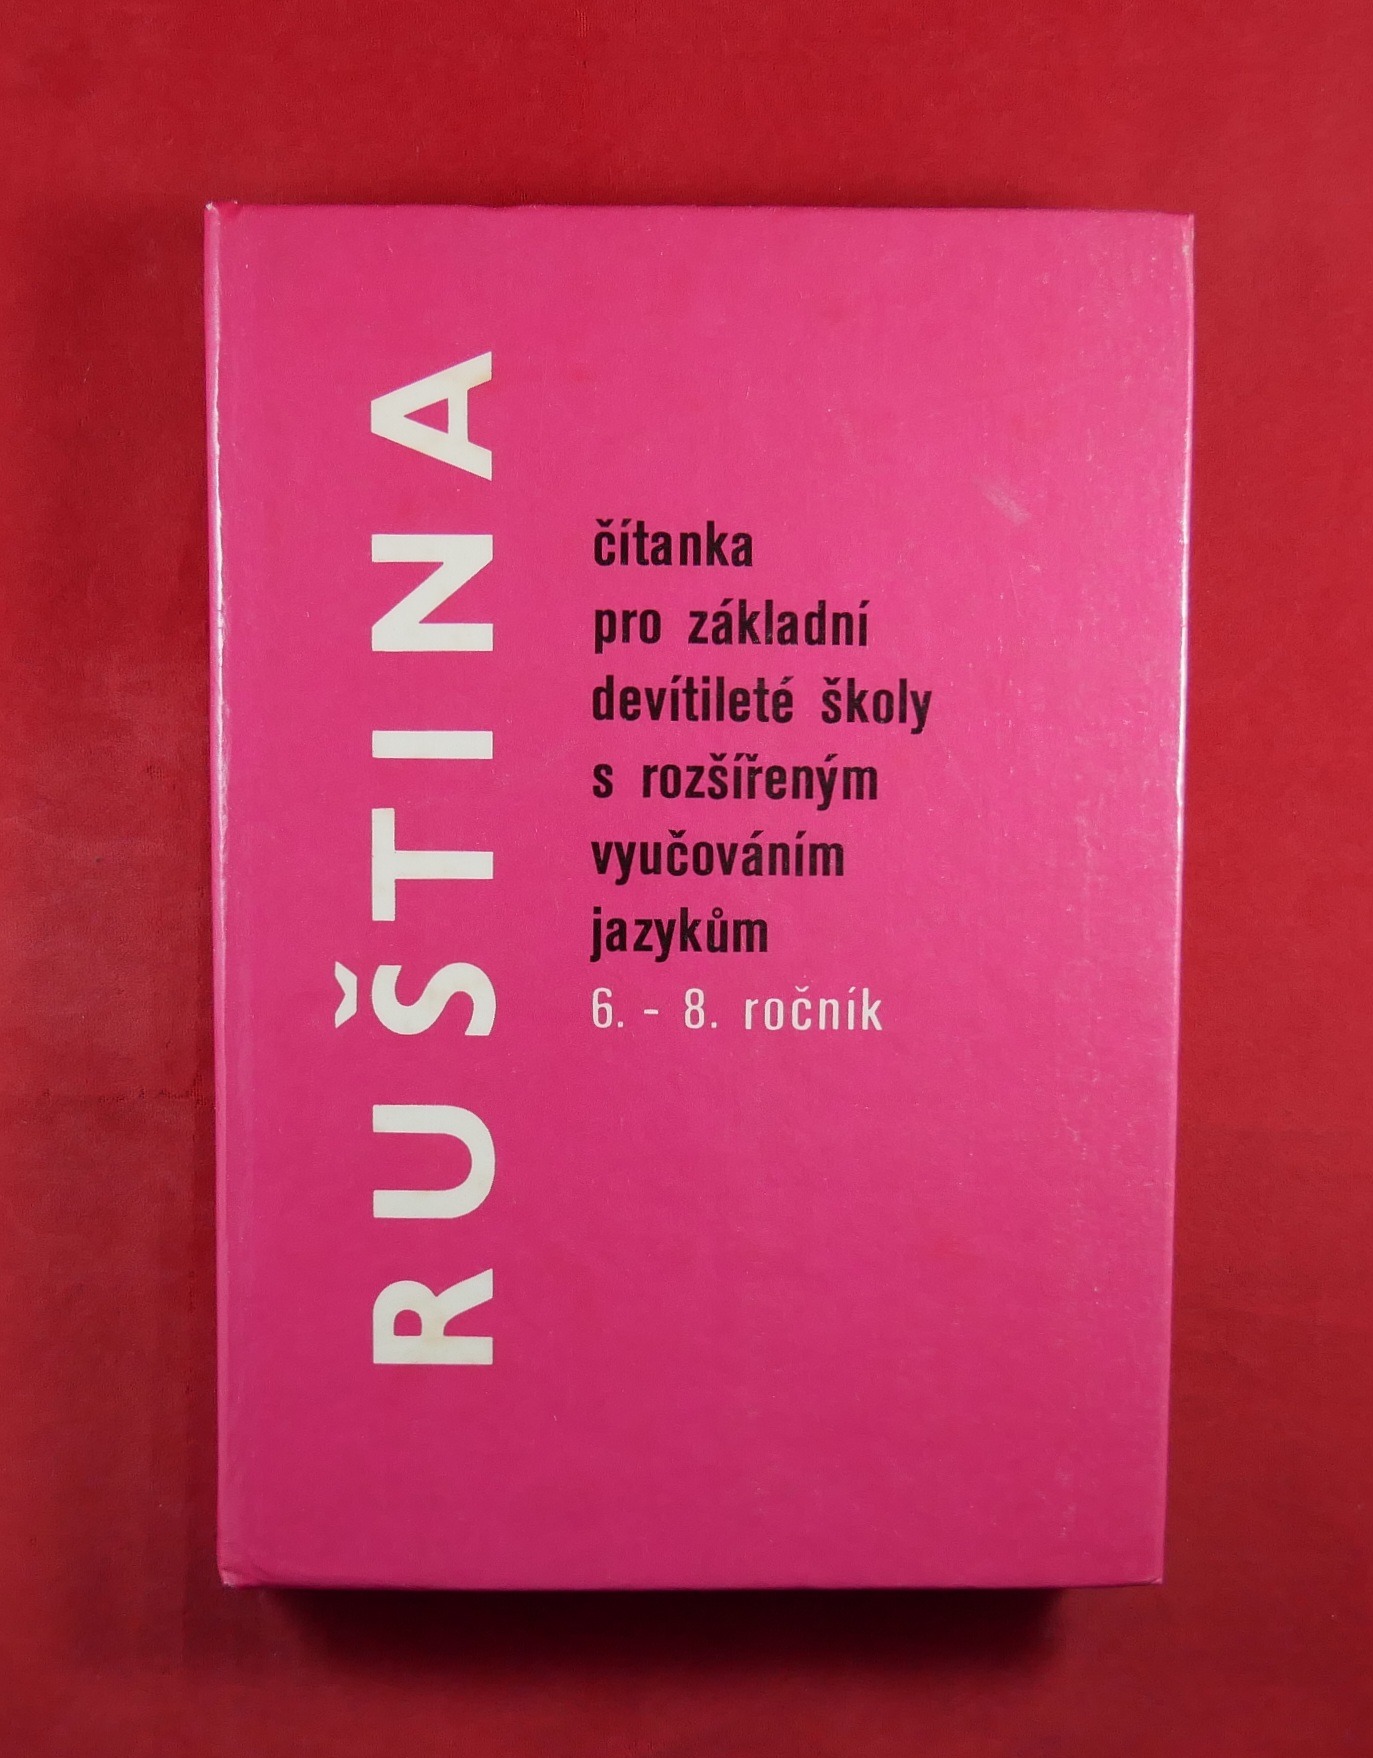 RUŠTINA
čítanka
pro základní
devítileté školy
s rozšířeným
vyučováním
jazykům
6. - 8. ročník